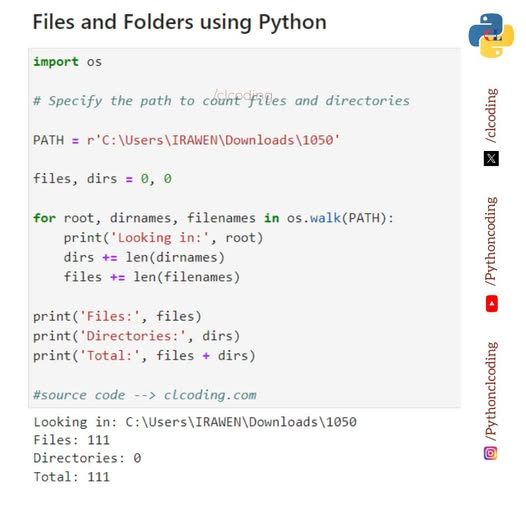 Files and Folders using Python
import os
/clcoding
# Specify the path to count files and directories
PATH = r'C:\Users\IRAWEN\Downloads\1050'
files, dirs = 0, 0
for root, dirnames, filenames in os.walk(PATH):
    print('Looking in:', root)
    dirs += len(dirnames)
    files += len(filenames)
print('Files:', files)
print('Directories:', dirs)
print('Total:', files + dirs)
#source code --> clcoding.com
Looking in: C:\Users\IRAWEN\Downloads\1050
Files: 111
Directories: 0
Total: 111
/clcoding
/Pythoncoding
/Pythonclcoding